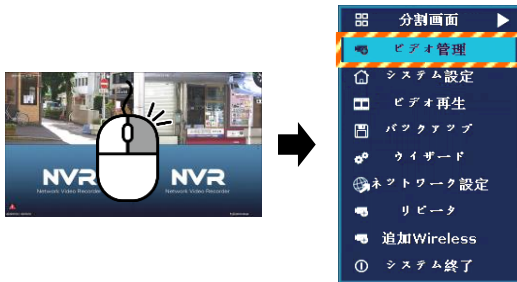 NVR
Network Video Recorder
NVR
Network Video Recorder
分割画面
ビデオ管理
システム設定
ビデオ再生
バックアップ
ウイザード
ネットワーク設定
リピータ
追加Wireless
システム終了